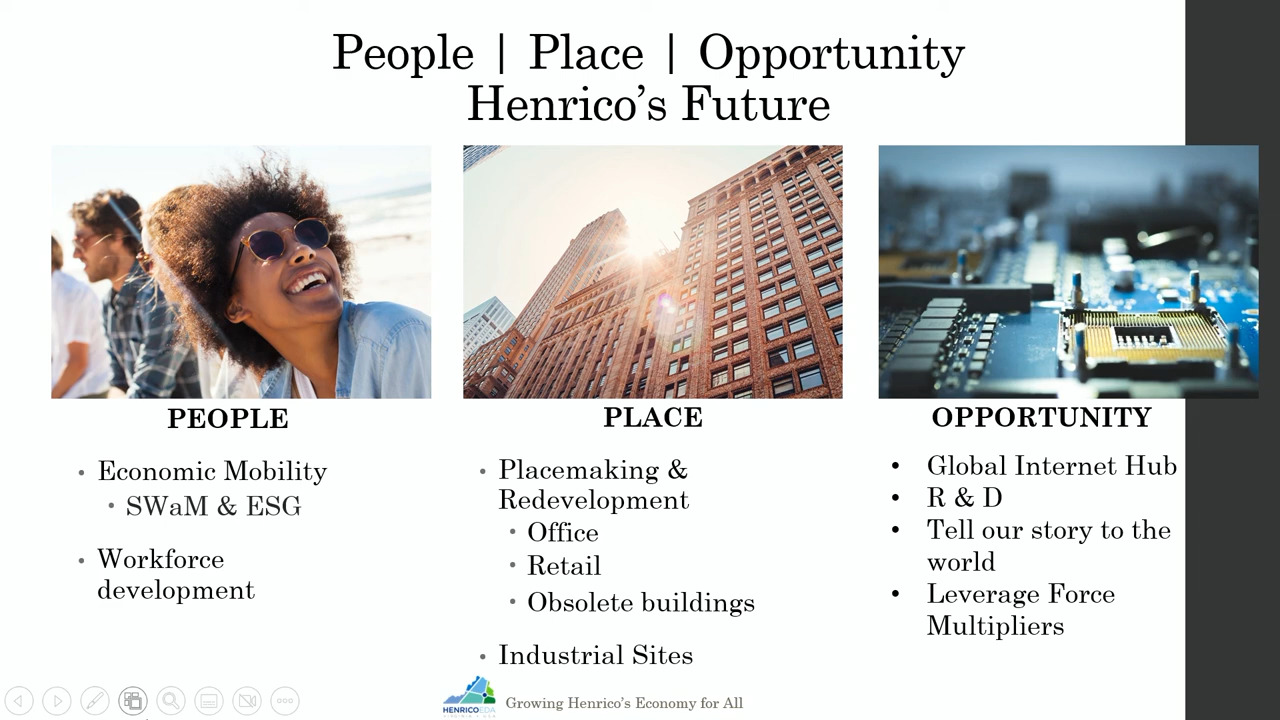 People | Place | Opportunity
Henrico’s Future
PEOPLE
• Economic Mobility
• SWaM & ESG
• Workforce
development
PLACE
• Placemaking &
Redevelopment
• Office
• Retail
• Obsolete buildings
• Industrial Sites
OPPORTUNITY
• Global Internet Hub
• R & D
• Tell our story to the
world
• Leverage Force
Multipliers
HENRICOEDA
VIRGINIA • USA
Growing Henrico’s Economy for All